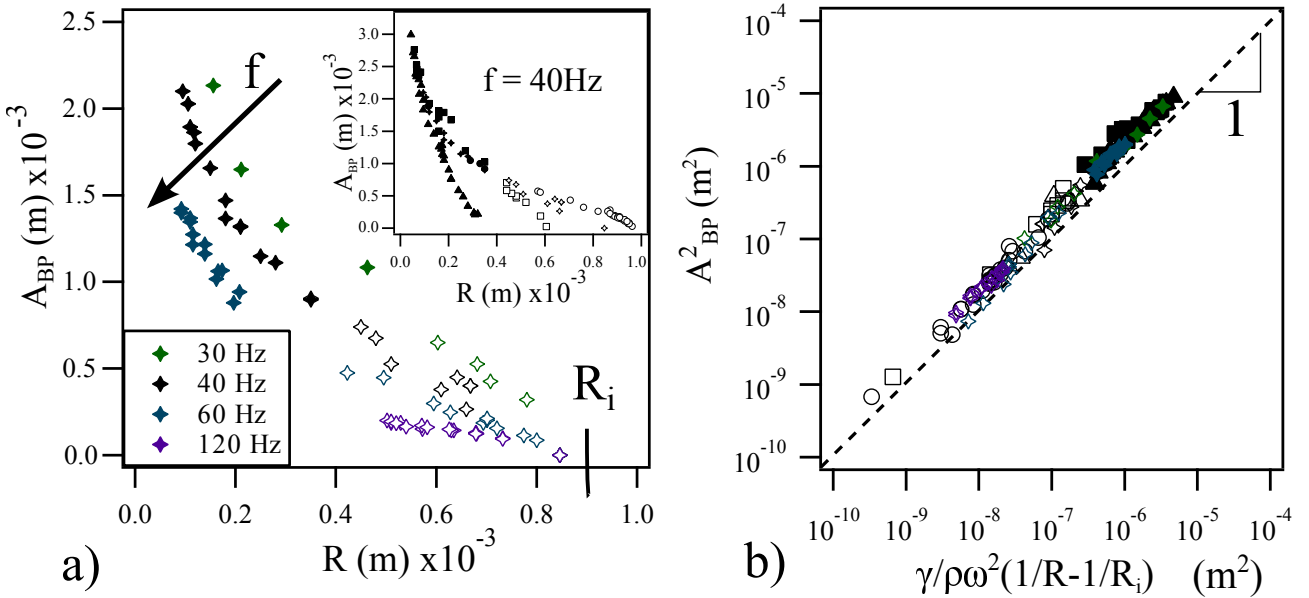 2.5
2.0
1.5
1.0
0.5
0.0
A_BP (m) x10^-3
f
30 Hz
40 Hz
60 Hz
120 Hz
R_i
0.0 0.2 0.4 0.6 0.8 1.0
R (m) x10^-3
a)
3.0
2.5
2.0
1.5
1.0
0.5
0.0
A_BP (m) x10^-3
f = 40Hz
0.0 0.2 0.4 0.6 0.8 1.0
R (m) x10^-3
10^-4
10^-5
10^-6
10^-7
10^-8
10^-9
10^-10
A^2_BP (m^2)
1
10^-10 10^-9 10^-8 10^-7 10^-6 10^-5 10^-4
γ/ρω^2(1/R-1/R_i) (m^2)
b)